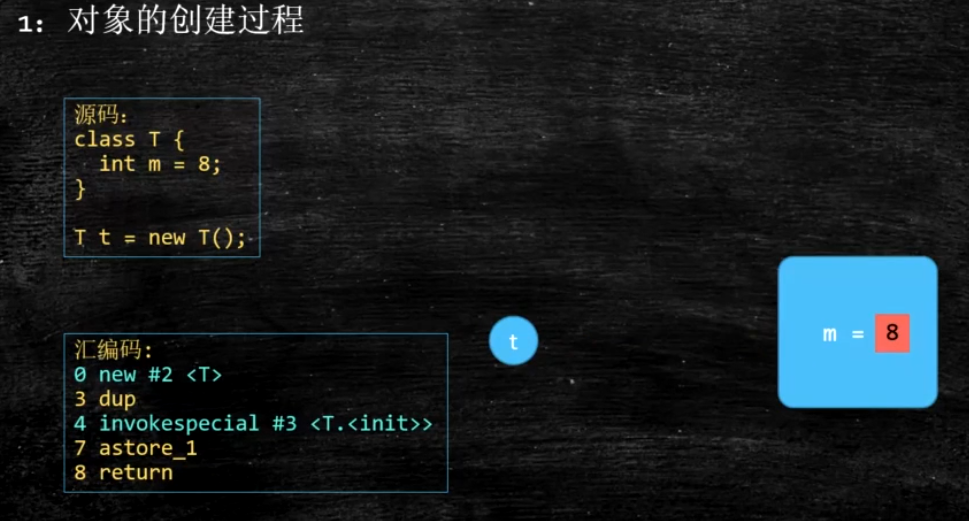 1: 对象的创建过程
源码:
class T {
int m = 8;
}
T t = new T();
汇编码:
0 new #2 <T>
3 dup
4 invokespecial #3 <T.<init>>
7 astore_1
8 return
t
m = 8